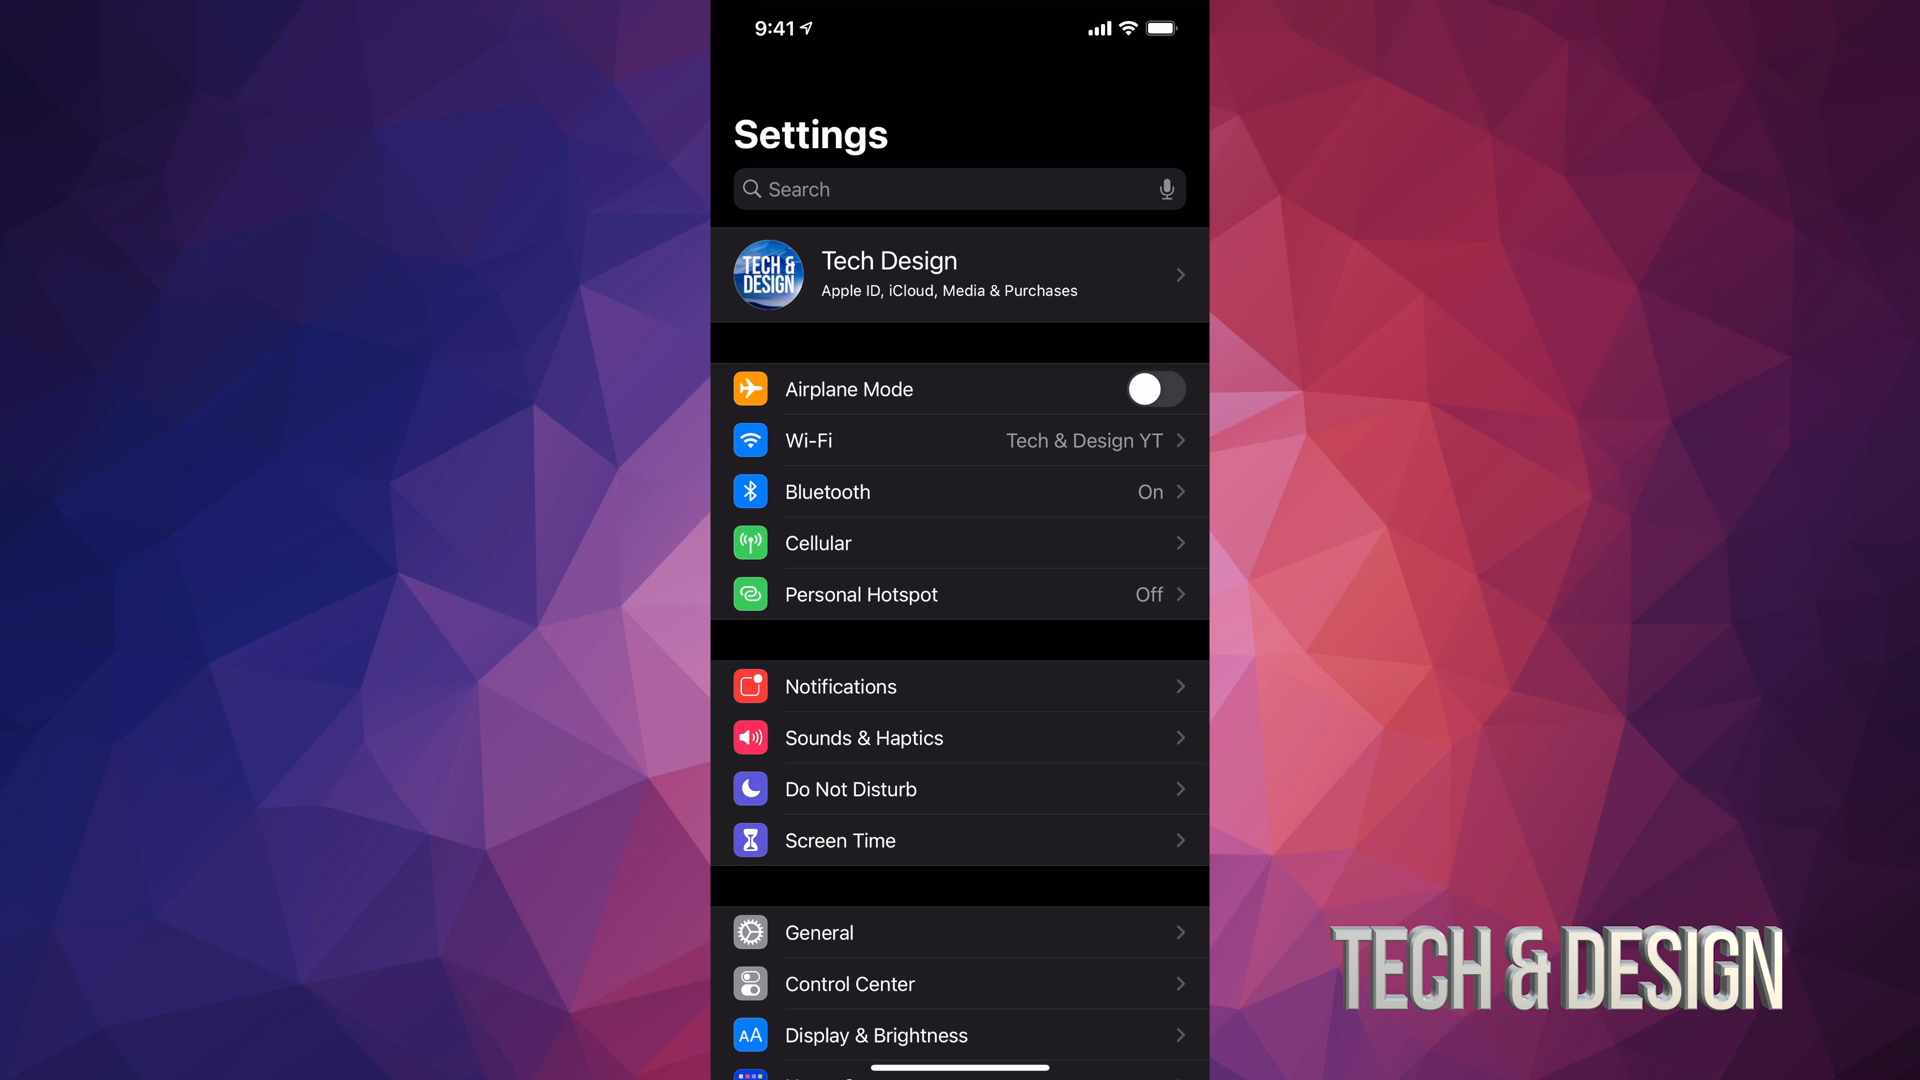 9:41
Settings
Search
TECH &
DESIGN
Tech Design
Apple ID, iCloud, Media & Purchases
Airplane Mode
Wi-Fi Tech & Design YT
Bluetooth On
Cellular
Personal Hotspot Off
Notifications
Sounds & Haptics
Do Not Disturb
Screen Time
General
Control Center
AA Display & Brightness
TECH & DESIGN